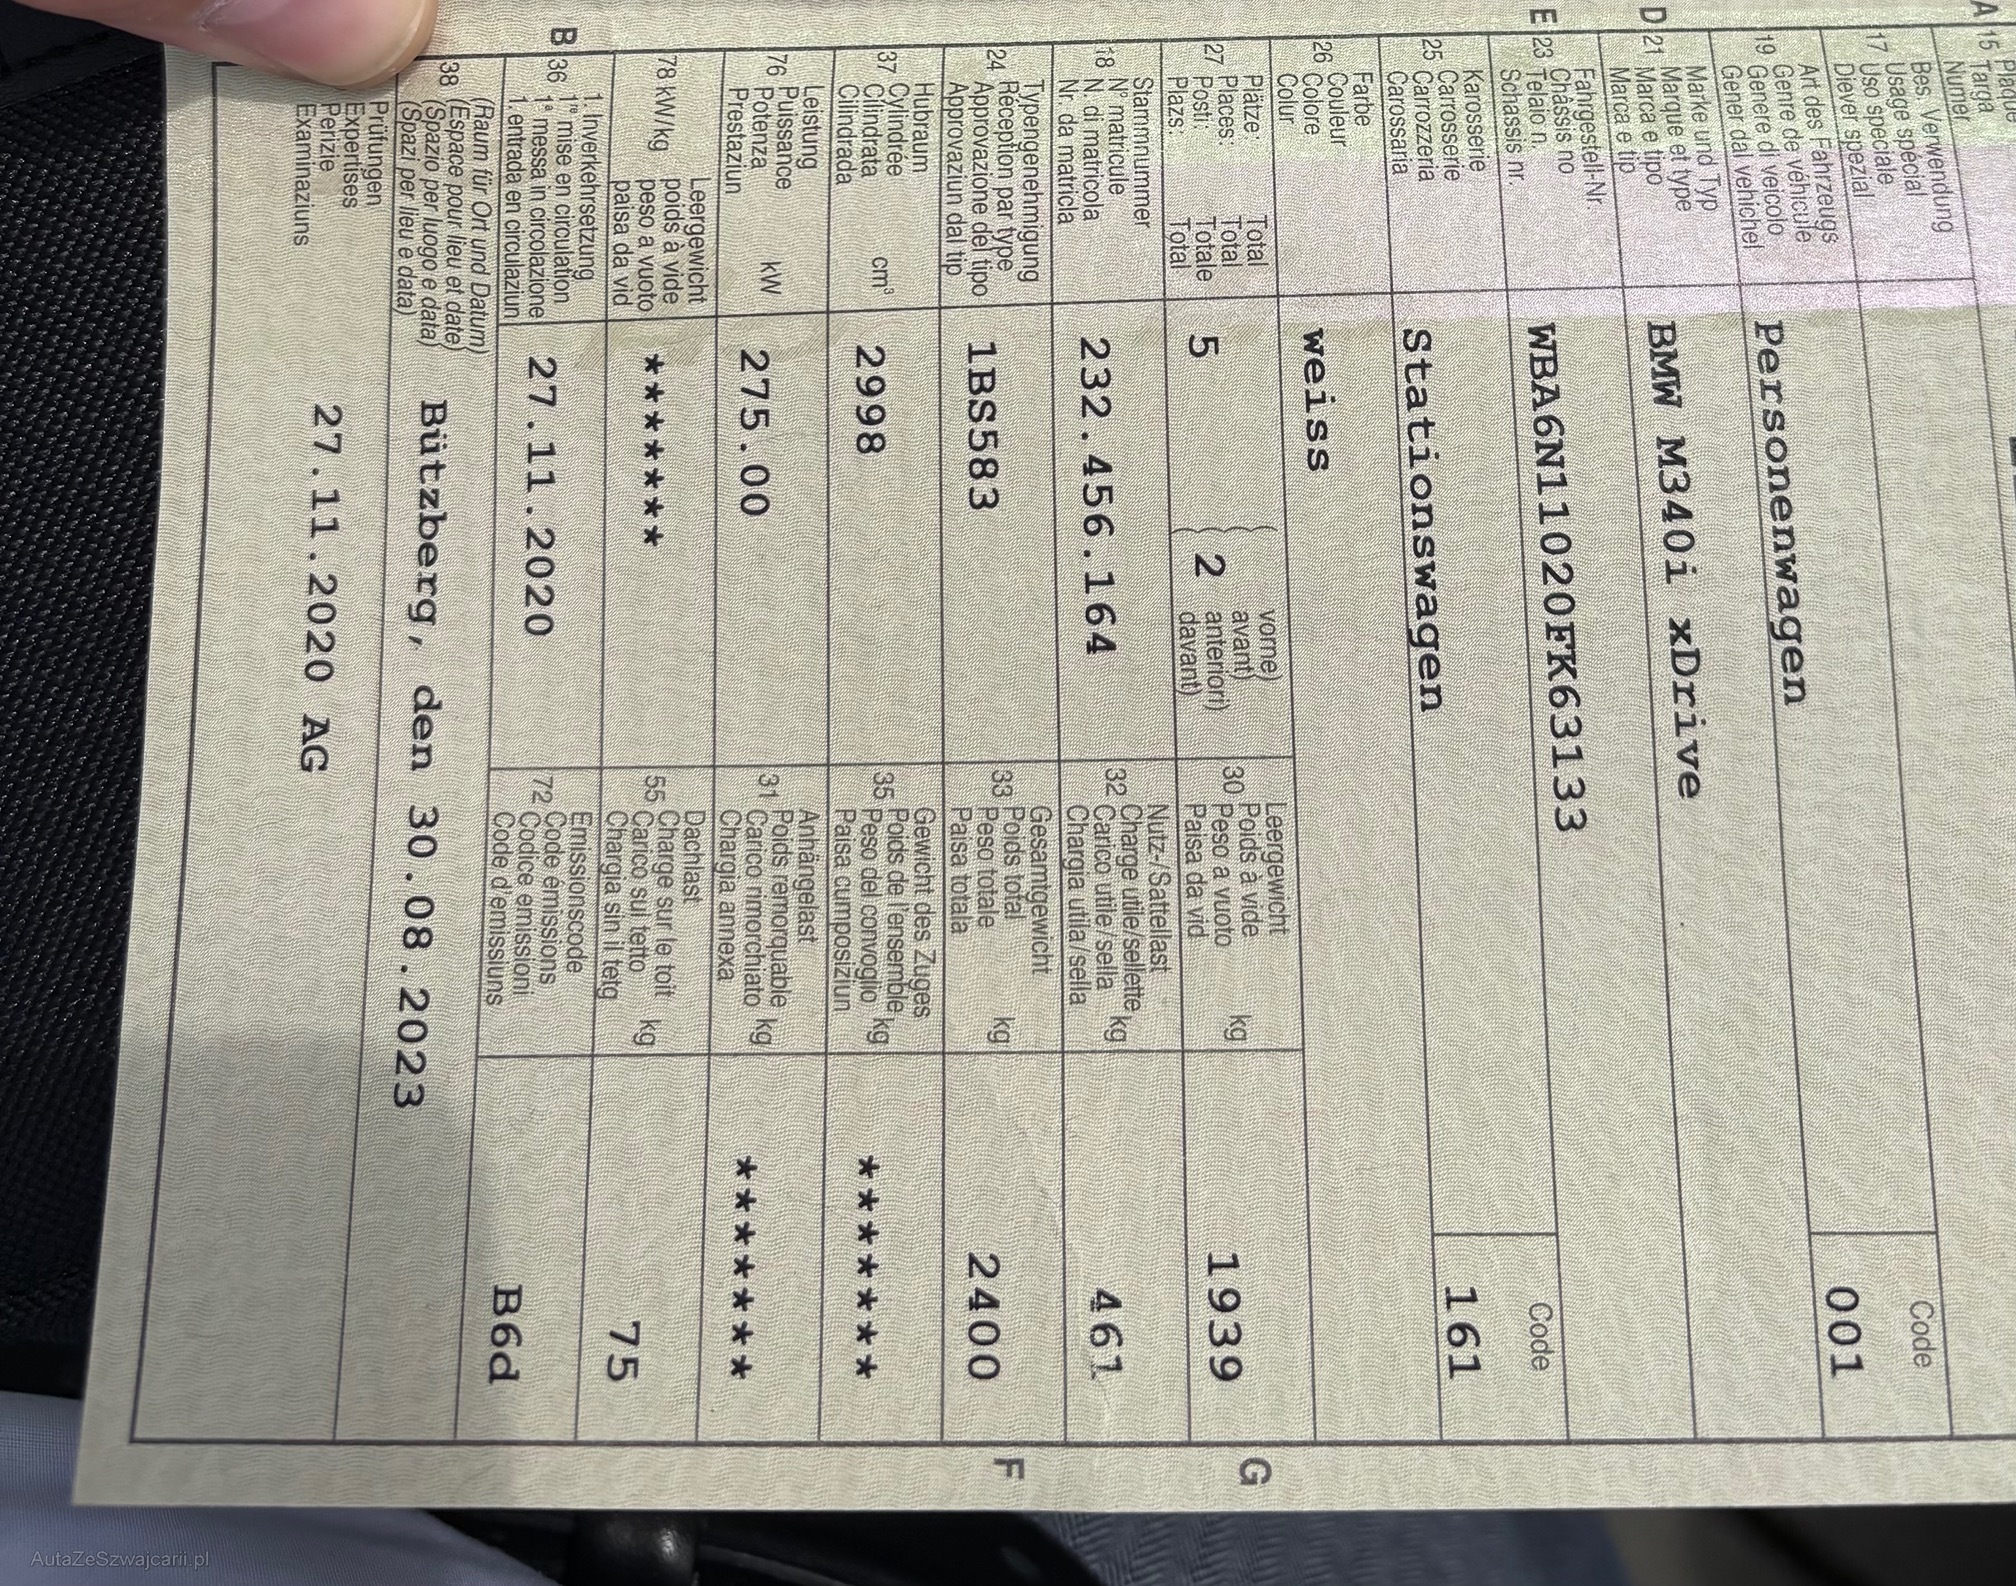 A 15 Targa
Numer
Bes. Verwendung
Usage spécial
17 Uso speciale
Diever spezial
Code
Art des Fahrzeugs
Genre de véhicule
19 Genere di veicolo
Gener dal vehichel
Personenwagen
001
Marke und Typ
Marque et type
D 21 Marca e tipo
Marca e tip
BMW M340i xDrive
Fahrgestell-Nr.
Châssis no
E 23 Telaio n.
Schassis nr.
WBA6N11020FK63133
Code
Karosserie
Carosserie
25 Carrozzeria
Carossaria
Stationswagen
161
Farbe
Couleur
26 Colore
Colur
weiss
Plätze: Total
Places: Total
27 Posti: Totale
Plazs: Total
5
(2
vorne)
avant)
anteriori)
davant)
Leergewicht
Poids à vide
30 Peso a vuoto kg
Paisa da vid
1939
G
Stammnummer
N° matricule
18 N. di matricola
Nr. da matricla
232.456.164
Nutz-/Sattellast
Charge utile/sellette
32 Carico utile/sella kg
Chargia utila/sella
461
Typengenehmigung
Réception par type
24 Approvazione del tipo
Approvaziun dal tip
1BS583
Gesamtgewicht
Poids total
33 Peso totale kg
Paisa totala
2400
F
Hubraum
Cylindrée
37 Cilindrata cm³
Cilindrada
2998
Gewicht des Zuges
Poids de l'ensemble
35 Peso del convoglio kg
Paisa cumposiziun
*******
Leistung
Puissance
76 Potenza kW
Prestaziun
275.00
Anhängelast
Poids remorquable
31 Carico rimorchiato kg
Chargia annexa
*******
Leergewicht
poids à vide
78 kW/kg peso a vuoto
paisa da vid
******
Dachlast
Charge sur le toit
55 Carico sul tetto kg
Chargia sin il tetg
75
1. Inverkehrsetzung
1re mise en circulation
B 36 1a messa in circolazione
1. entrada en circulaziun
27.11.2020
Emissionscode
Code émissions
72 Codice emissioni
Code d'emissiuns
B6d
(Raum für Ort und Datum)
(Espace pour lieu et date)
38 (Spazio per luogo e data)
(Spazi per lieu e data)
Bützberg, den 30.08.2023
Prüfungen
Expertises
Perizie
Examinaziuns
27.11.2020 AG
AutaZeSzwajcarii.pl